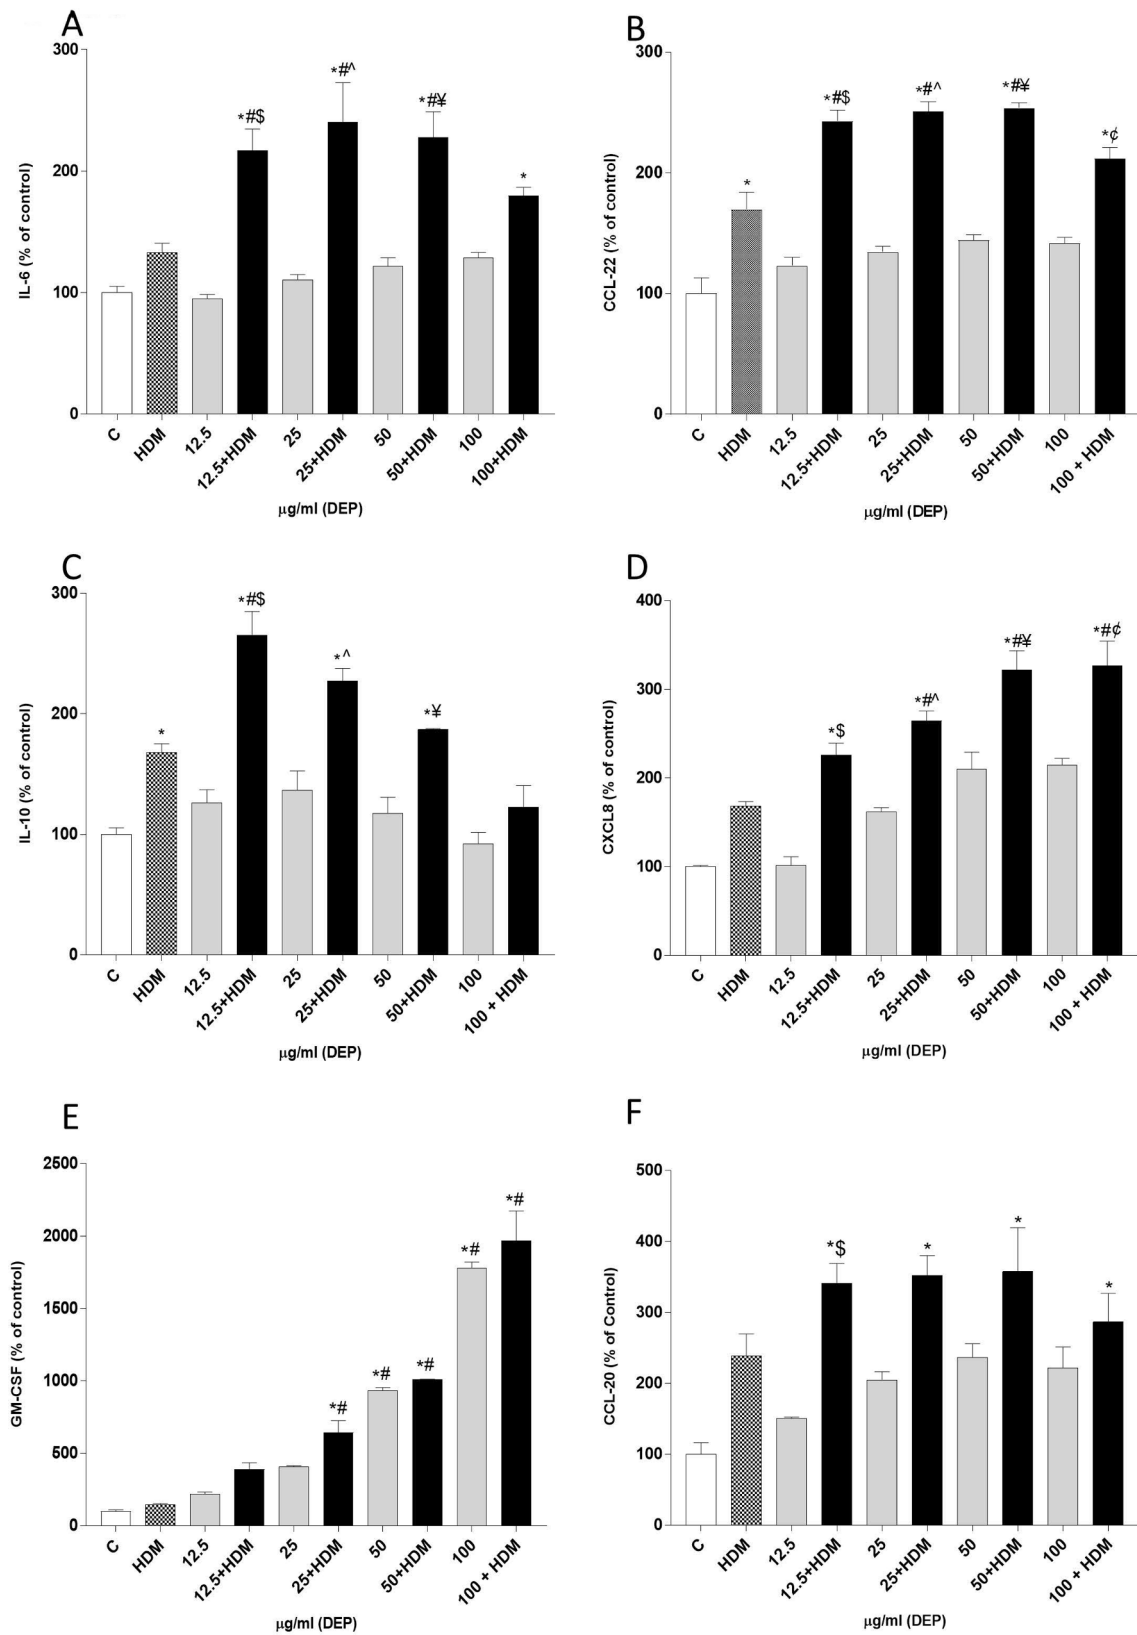 A
300
200
100
0
IL-6 (% of control)
*#$
*#^
*#¥
*
C
HDM
12.5
12.5+HDM
25
25+HDM
50
50+HDM
100
100+HDM
µg/ml (DEP)
B
300
200
100
0
CCL-22 (% of control)
*
*#$
*#^
*#¥
*¢
C
HDM
12.5
12.5+HDM
25
25+HDM
50
50+HDM
100
100 + HDM
µg/ml (DEP)
C
300
200
100
0
IL-10 (% of control)
*
*#$
*^
*¥
C
HDM
12.5
12.5+HDM
25
25+HDM
50
50+HDM
100
100 + HDM
µg/ml (DEP)
D
400
300
200
100
0
CXCL8 (% of control)
*$
*#^
*#¥
*#¢
C
HDM
12.5
12.5+HDM
25
25+HDM
50
50+HDM
100
100 + HDM
µg/ml (DEP)
E
2500
2000
1500
1000
500
0
GM-CSF (% of control)
*#
*#
*#
*#
*#
C
HDM
12.5
12.5+HDM
25
25+HDM
50
50+HDM
100
100 + HDM
µg/ml (DEP)
F
500
400
300
200
100
0
CCL-20 (% of Control)
*$
*
*
*
C
HDM
12.5
12.5+HDM
25
25+HDM
50
50+HDM
100
100 + HDM
µg/ml (DEP)